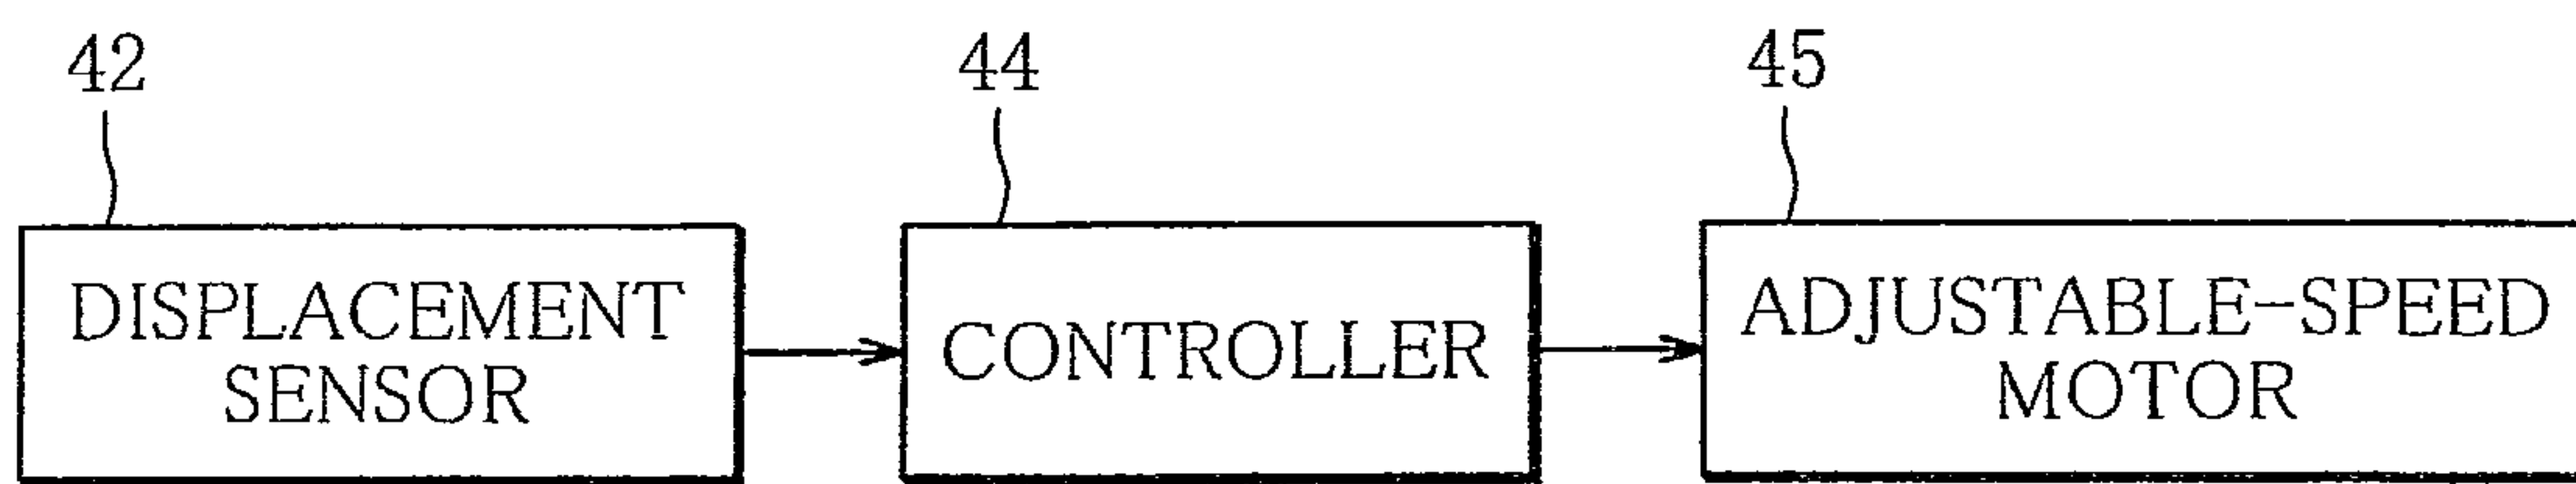 42
44
45
DISPLACEMENT
SENSOR
CONTROLLER
ADJUSTABLE-SPEED
MOTOR